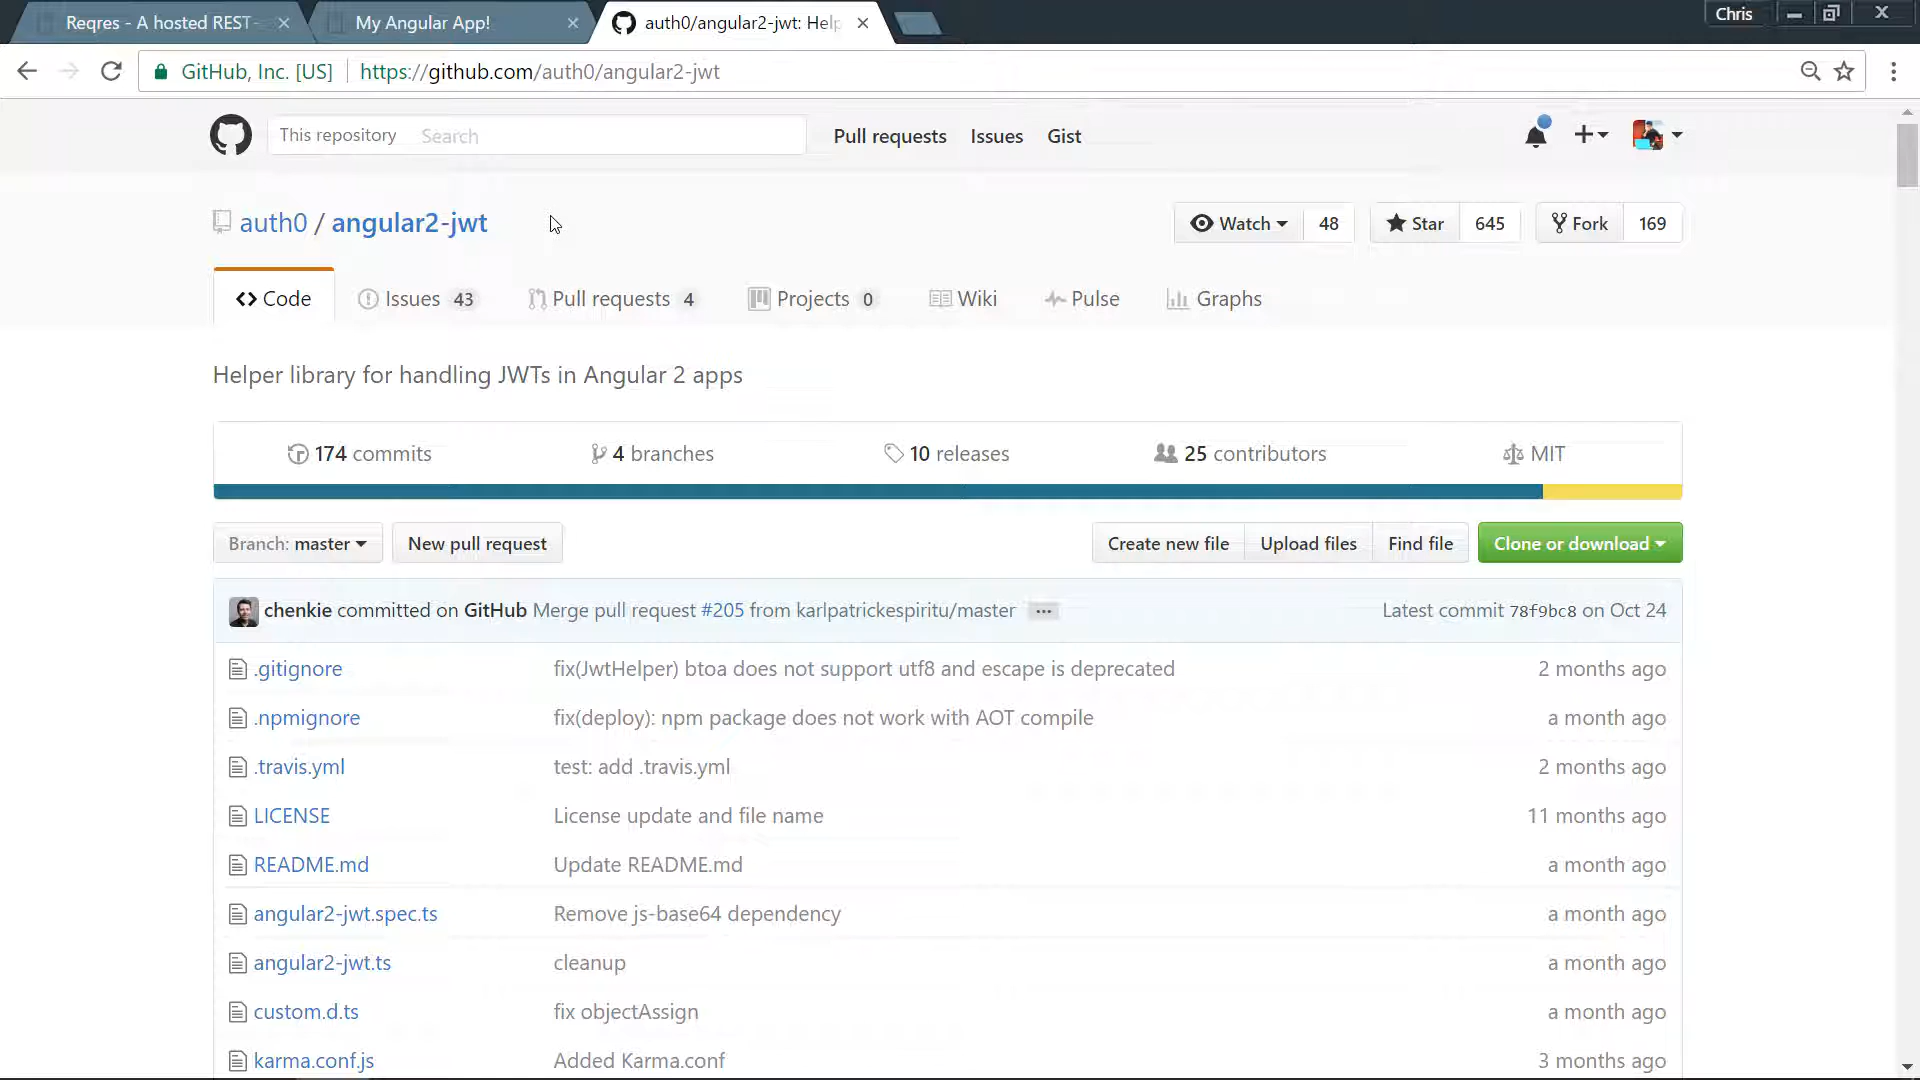 Reqres - A hosted REST-
My Angular App!
auth0/angular2-jwt: Help
Chris
GitHub, Inc. [US]
https://github.com/auth0/angular2-jwt
This repository
Search
Pull requests
Issues
Gist
auth0 / angular2-jwt
Watch
48
Star
645
Fork
169
Code
Issues 43
Pull requests 4
Projects 0
Wiki
Pulse
Graphs
Helper library for handling JWTs in Angular 2 apps
174 commits
4 branches
10 releases
25 contributors
MIT
Branch: master
New pull request
Create new file
Upload files
Find file
Clone or download
chenkie committed on GitHub Merge pull request #205 from karlpatrickespiritu/master ...
Latest commit 78f9bc8 on Oct 24
.gitignore
fix(JwtHelper) btoa does not support utf8 and escape is deprecated
2 months ago
.npmignore
fix(deploy): npm package does not work with AOT compile
a month ago
.travis.yml
test: add .travis.yml
2 months ago
LICENSE
License update and file name
11 months ago
README.md
Update README.md
a month ago
angular2-jwt.spec.ts
Remove js-base64 dependency
a month ago
angular2-jwt.ts
cleanup
a month ago
custom.d.ts
fix objectAssign
a month ago
karma.conf.js
Added Karma.conf
3 months ago